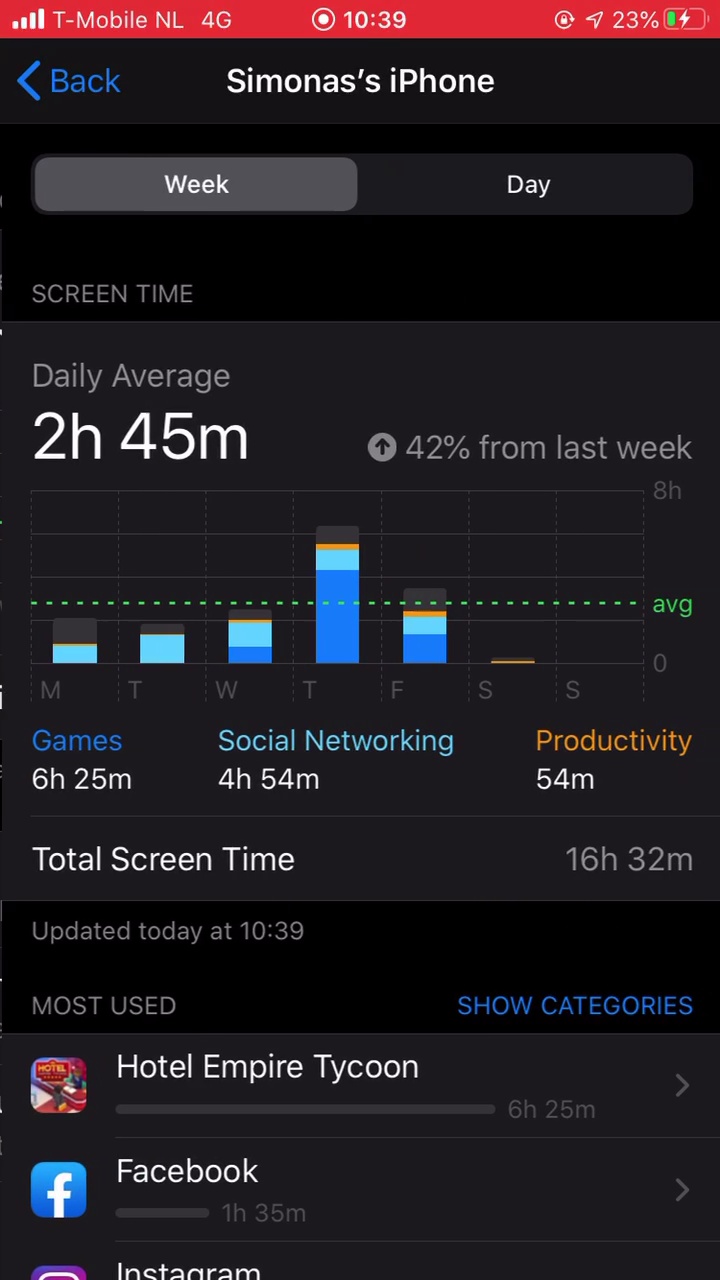 T-Mobile NL 4G 10:39 23%
Back Simonas’s iPhone
Week Day
SCREEN TIME
Daily Average
2h 45m 42% from last week
8h
avg
0
M T W T F S S
Games Social Networking Productivity
6h 25m 4h 54m 54m
Total Screen Time 16h 32m
Updated today at 10:39
MOST USED SHOW CATEGORIES
HOTEL
Hotel Empire Tycoon
6h 25m
Facebook
1h 35m
Instagram